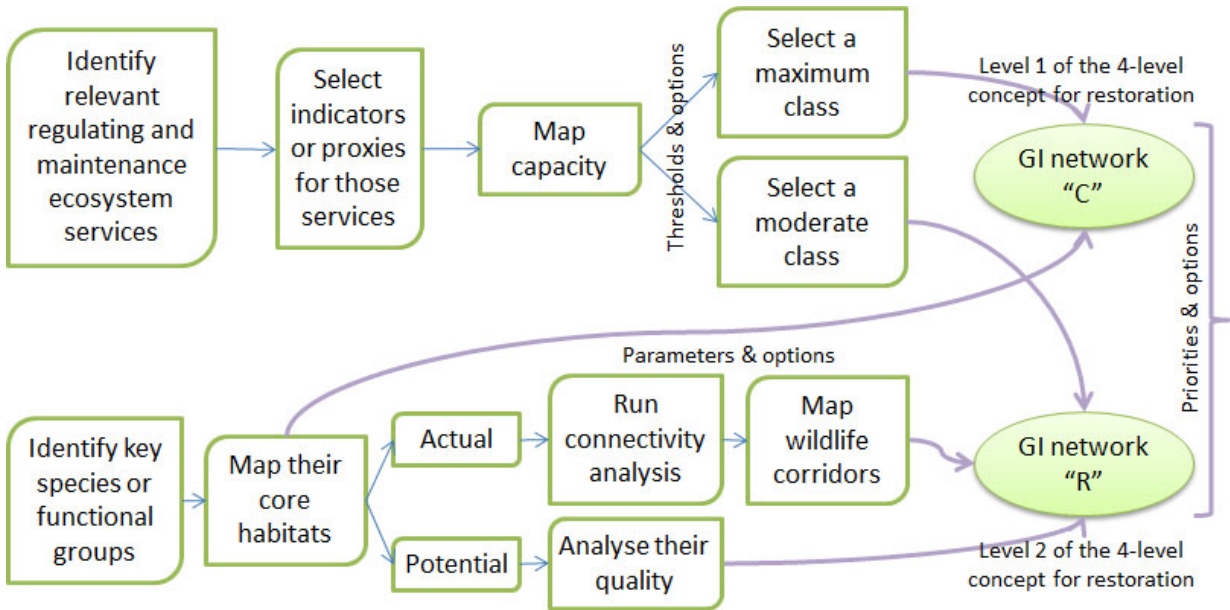 Identify
relevant
regulating and
maintenance
ecosystem
services
Select
indicators
or proxies
for those
services
Map
capacity
Thresholds & options
Select a
maximum
class
Select a
moderate
class
Level 1 of the 4-level
concept for restoration
GI network
“C”
Priorities & options
Parameters & options
Identify key
species or
functional
groups
Map their
core
habitats
Actual
Run
connectivity
analysis
Map
wildlife
corridors
GI network
“R”
Potential
Analyse their
quality
Level 2 of the 4-level
concept for restoration